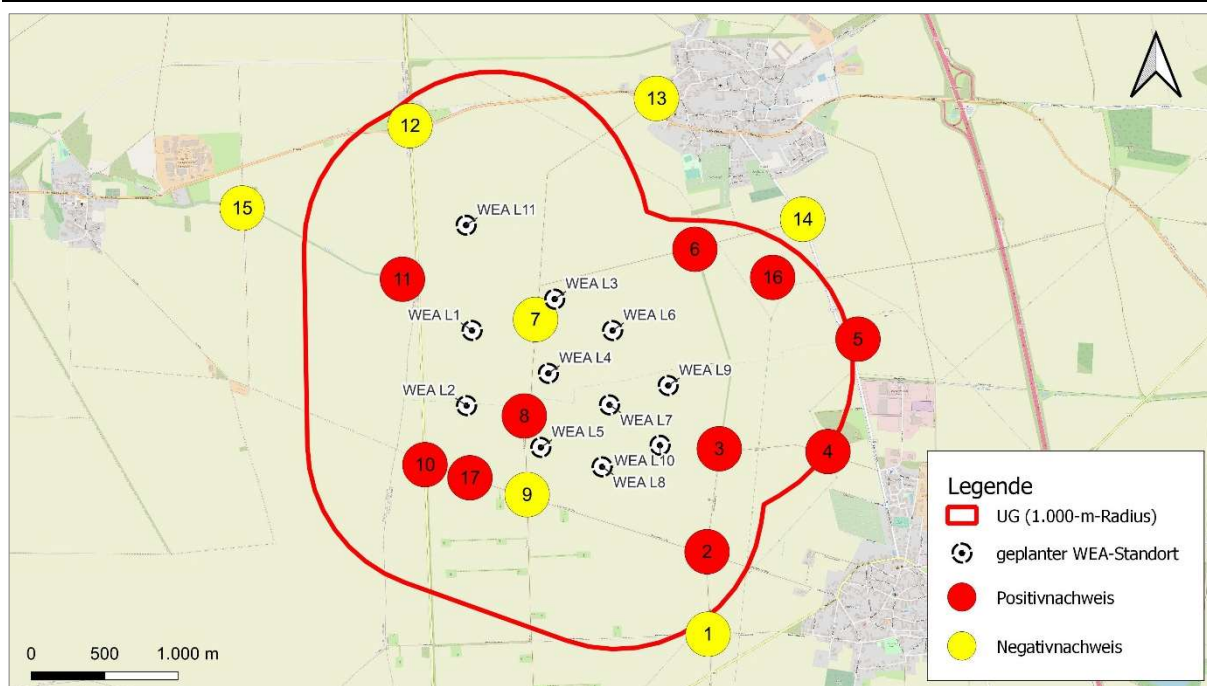 13
12
15
14
WEA L11
6
16
11
WEA L3
7
WEA L1
WEA L6
5
WEA L4
WEA L9
WEA L2
8
WEA L7
WEA L5
3
4
10
17
WEA L10
WEA L8
9
2
1
Legende
UG (1.000-m-Radius)
geplanter WEA-Standort
Positivnachweis
Negativnachweis
0 500 1.000 m